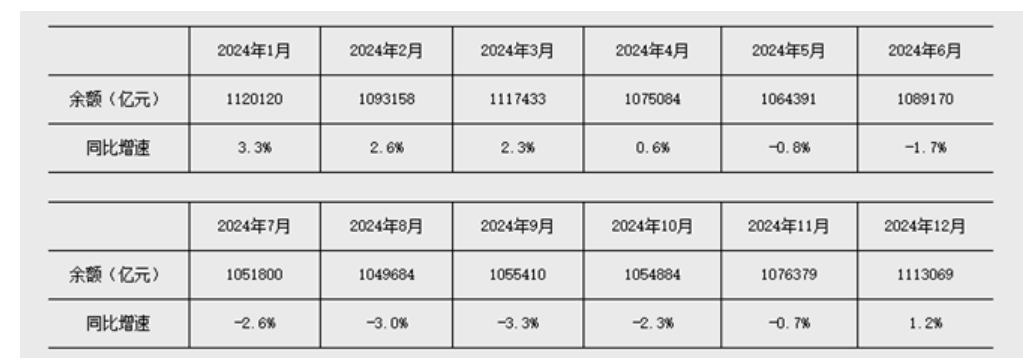 2024年1月 2024年2月 2024年3月 2024年4月 2024年5月 2024年6月
余额（亿元） 1120120 1093158 1117433 1075084 1064391 1089170
同比增速 3.3% 2.6% 2.3% 0.6% -0.8% -1.7%
2024年7月 2024年8月 2024年9月 2024年10月 2024年11月 2024年12月
余额（亿元） 1051800 1049684 1055410 1054884 1076379 1113069
同比增速 -2.6% -3.0% -3.3% -2.3% -0.7% 1.2%